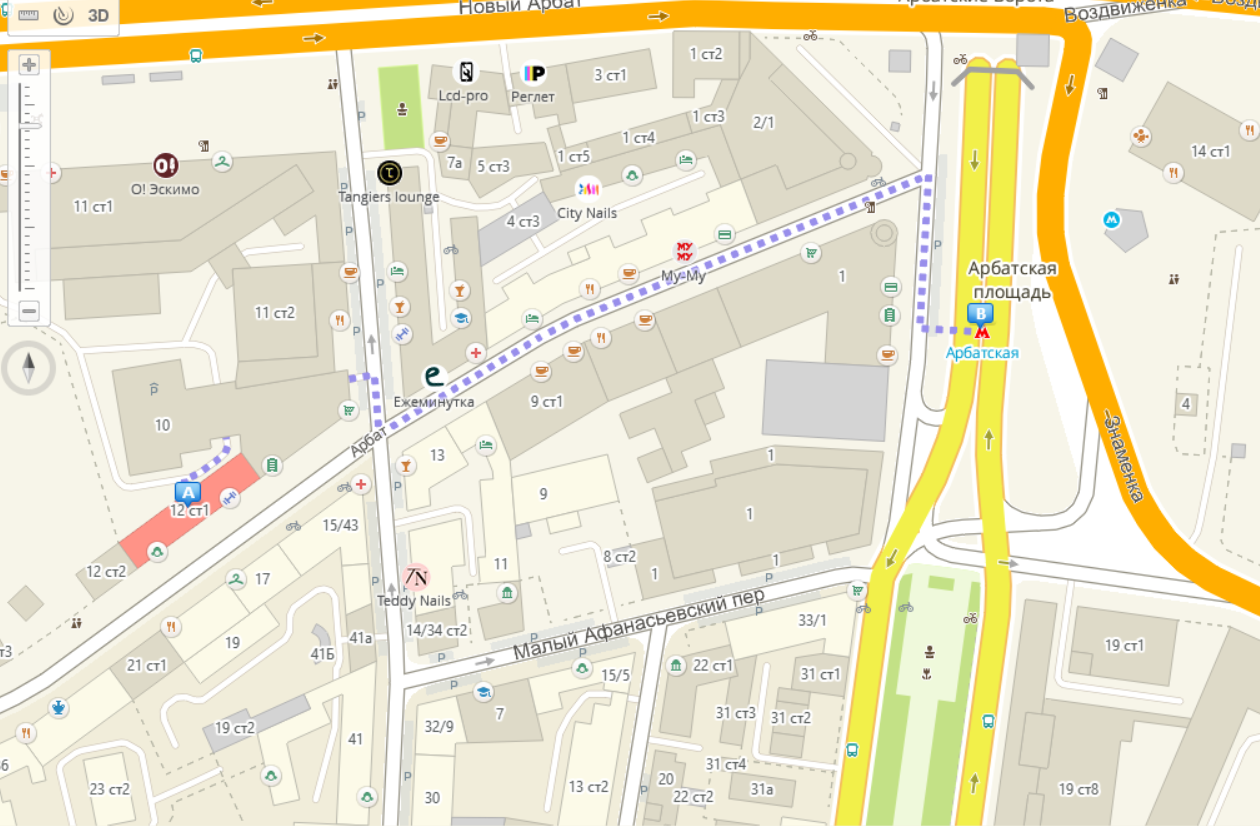 3D
Новый Арбат
Воздвиженка
Lcd-pro
Реглет
3 ст1
1 ст2
1 ст3
2/1
1 ст4
1 ст5
7а
5 ст3
14 ст1
О! Эскимо
11 ст1
Tangiers lounge
City Nails
4 ст3
Му-Му
1
Арбатская
площадь
11 ст2
B
Арбатская
Ежеминутка
9 ст1
4
10
Арбат
13
Знаменка
A
12 ст1
9
1
1
15/43
12 ст2
17
11
8 ст2
1
1
7N
Teddy Nails
Малый Афанасьевский пер
14/34 ст2
33/1
19
41а
41Б
21 ст1
19 ст1
15/5
22 ст1
31 ст1
7
31 ст3
31 ст2
19 ст2
32/9
41
31 ст4
20
22 ст2
31а
23 ст2
30
13 ст2
19 ст8